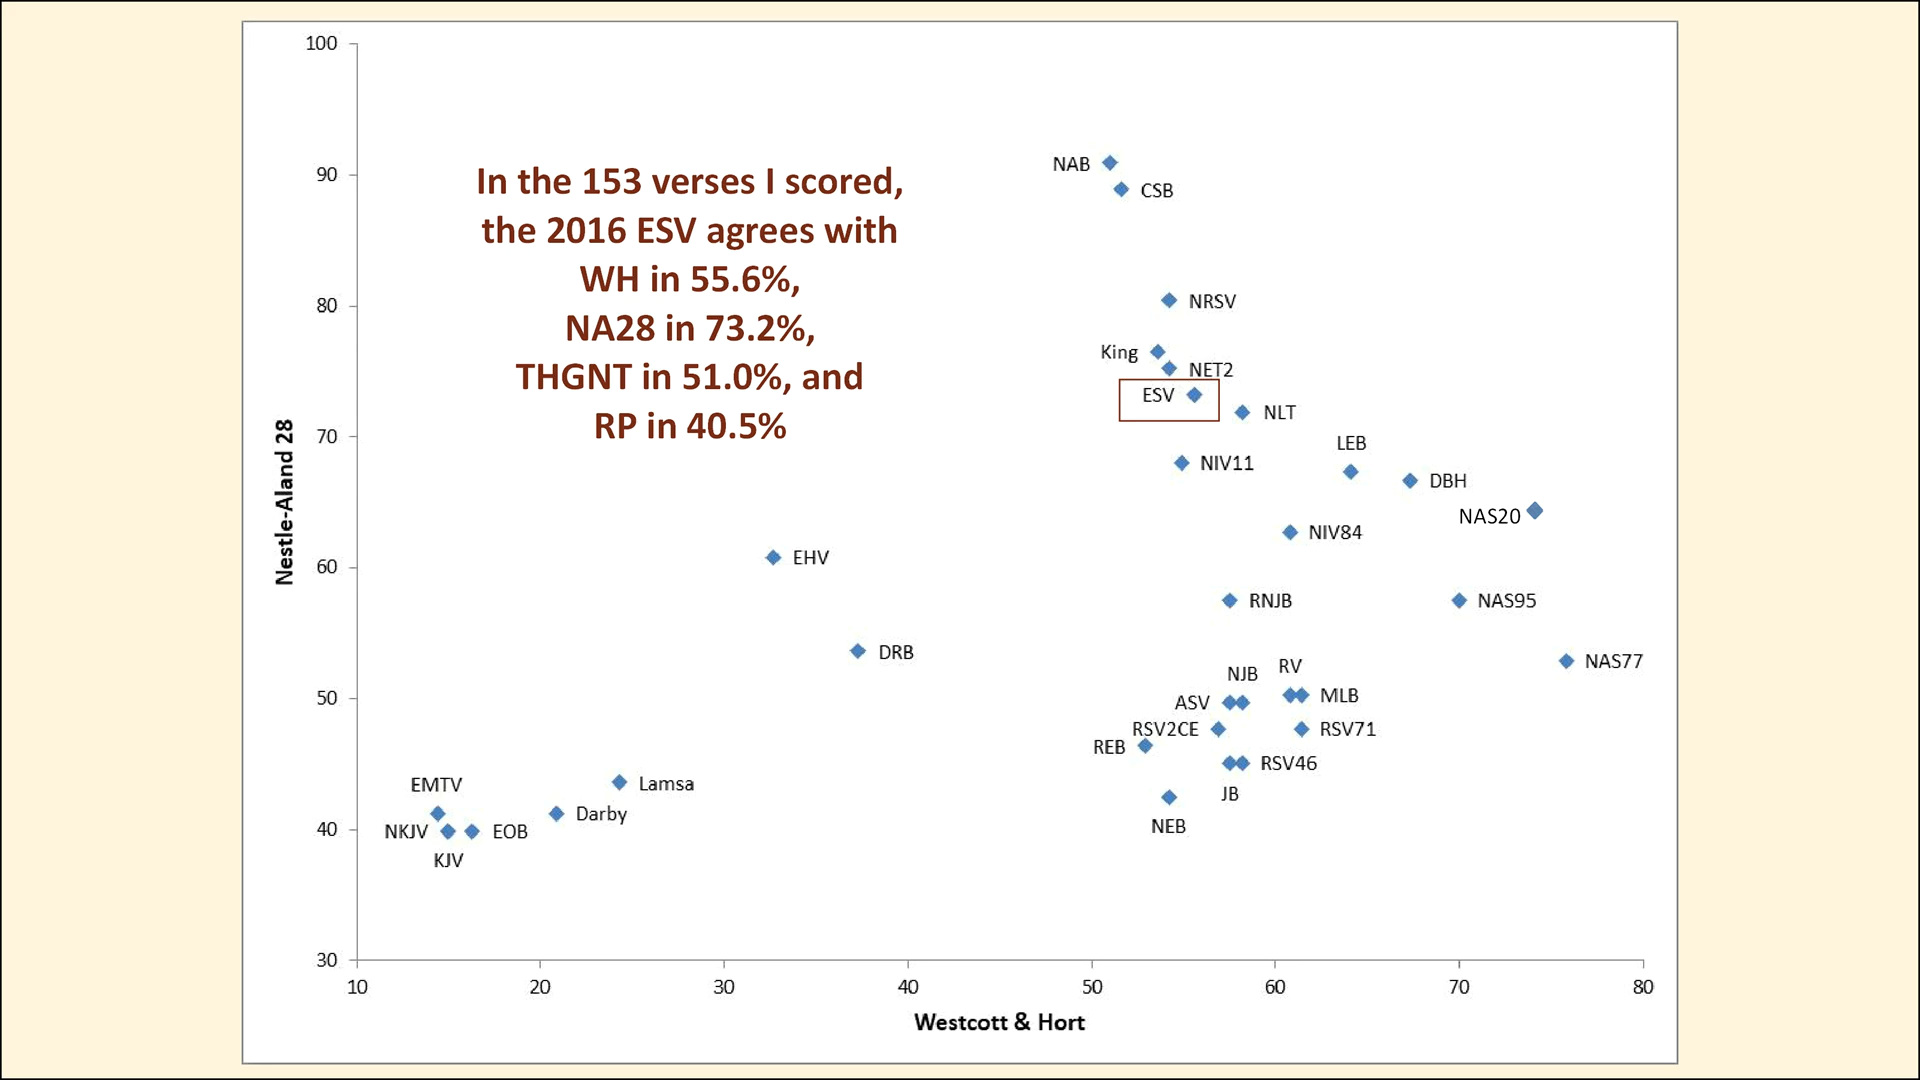 100
90
80
70
60
50
40
30
Nestle-Aland 28
In the 153 verses I scored,
the 2016 ESV agrees with
WH in 55.6%,
NA28 in 73.2%,
THGNT in 51.0%, and
RP in 40.5%
NAB
CSB
NRSV
King
NET2
ESV
NLT
LEB
NIV11
DBH
NAS20
NIV84
EHV
RNJB
NAS95
DRB
NAS77
RV
NJB
MLB
ASV
RSV2CE
RSV71
REB
RSV46
JB
NEB
Lamsa
EMTV
Darby
NKJV
EOB
KJV
10
20
30
40
50
60
70
80
Westcott & Hort